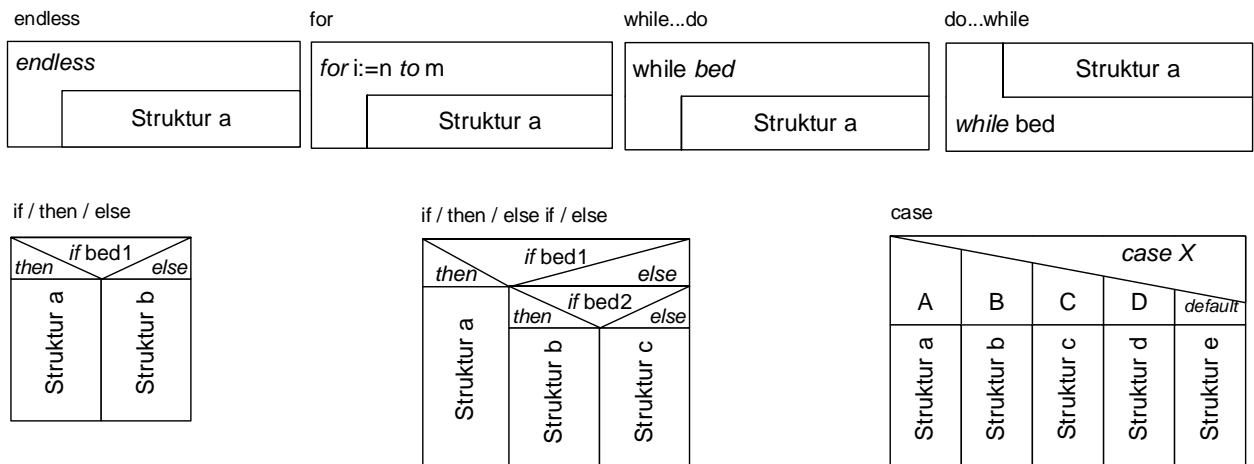 endless
for
while...do
do...while
endless
Struktur a
for i:=n to m
Struktur a
while bed
Struktur a
Struktur a
while bed
if / then / else
if / then / else if / else
case
if bed1
then
else
Struktur a
Struktur b
if bed1
then
else
if bed2
then
else
Struktur a
Struktur b
Struktur c
case X
A
B
C
D
default
Struktur a
Struktur b
Struktur c
Struktur d
Struktur e